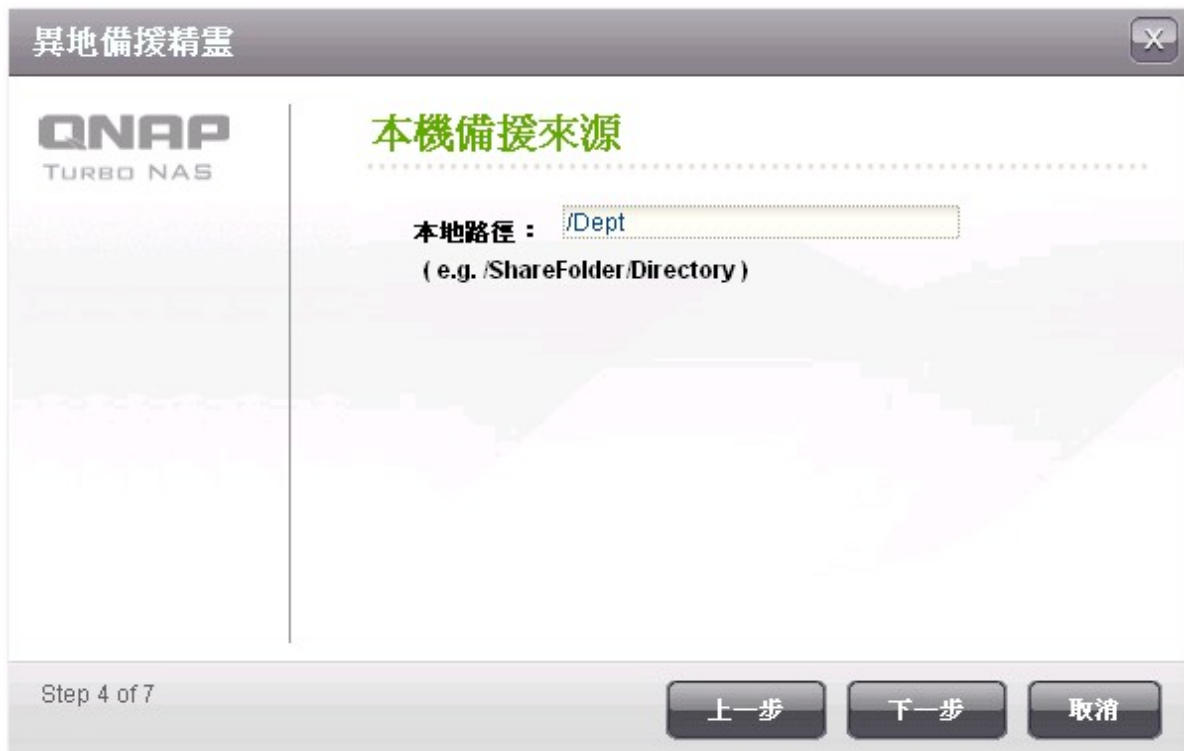 異地備援精靈
X
QNAP
TURBO NAS
本機備援來源
本地路徑： /Dept
( e.g. /ShareFolder/Directory )
Step 4 of 7
上一步 下一步 取消